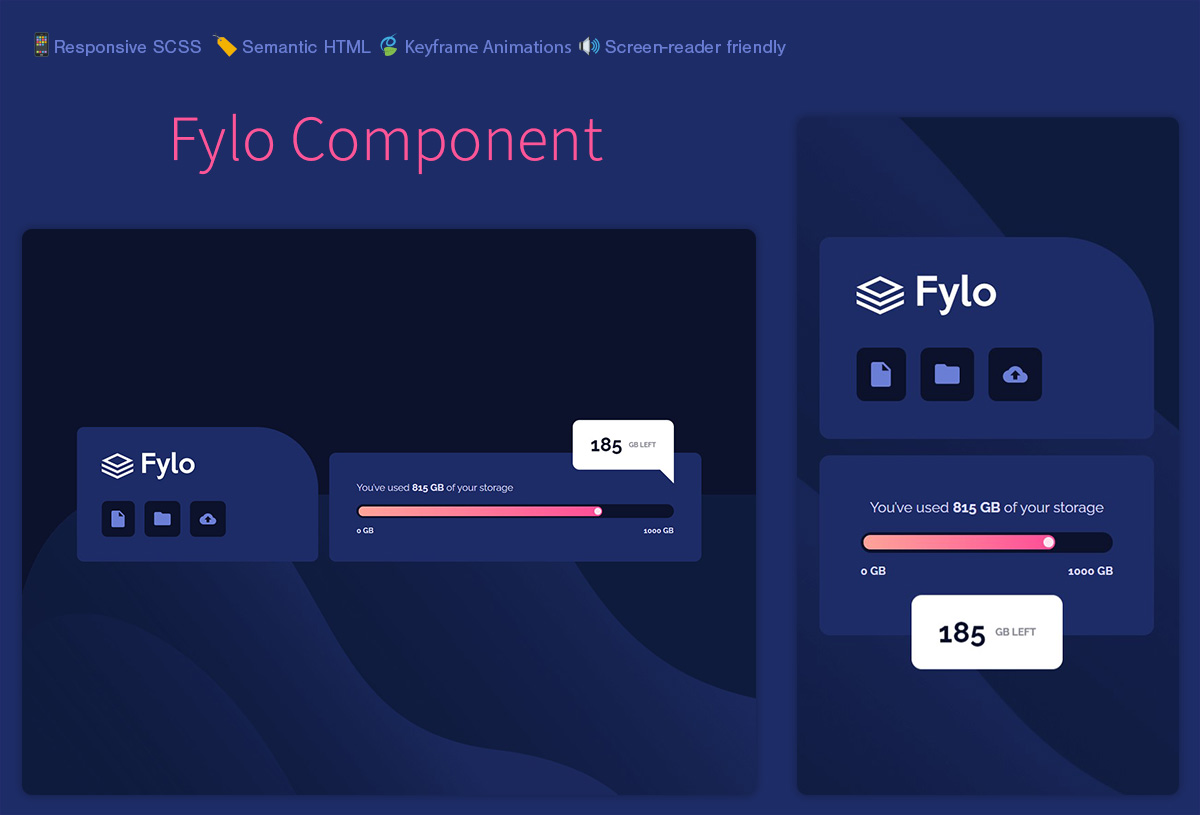 Responsive SCSS Semantic HTML Keyframe Animations Screen-reader friendly
Fylo Component
Fylo
185 GB LEFT
You've used 815 GB of your storage
0 GB 1000 GB
Fylo
You've used 815 GB of your storage
0 GB 1000 GB
185 GB LEFT